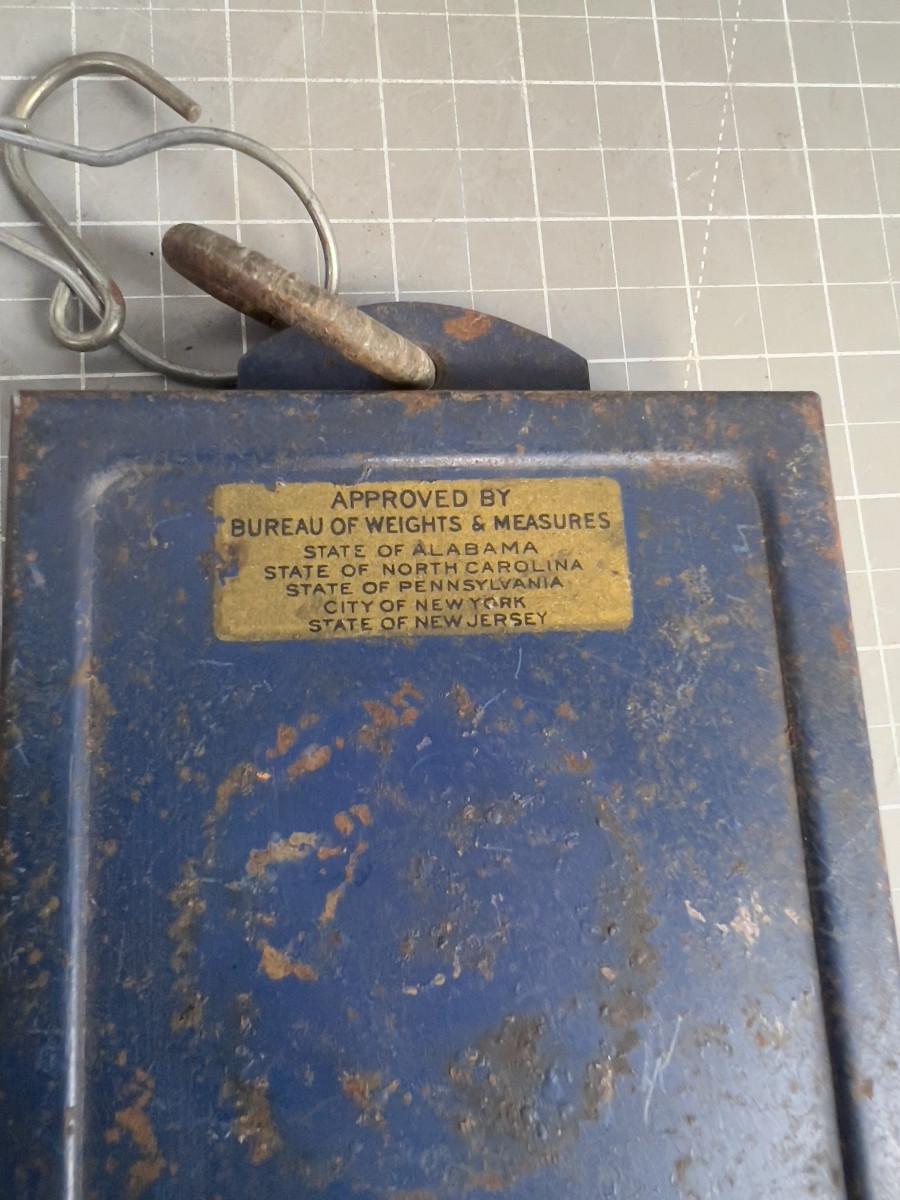 APPROVED BY
BUREAU OF WEIGHTS & MEASURES
STATE OF ALABAMA
STATE OF NORTH CAROLINA
STATE OF PENNSYLVANIA
CITY OF NEW YORK
STATE OF NEW JERSEY